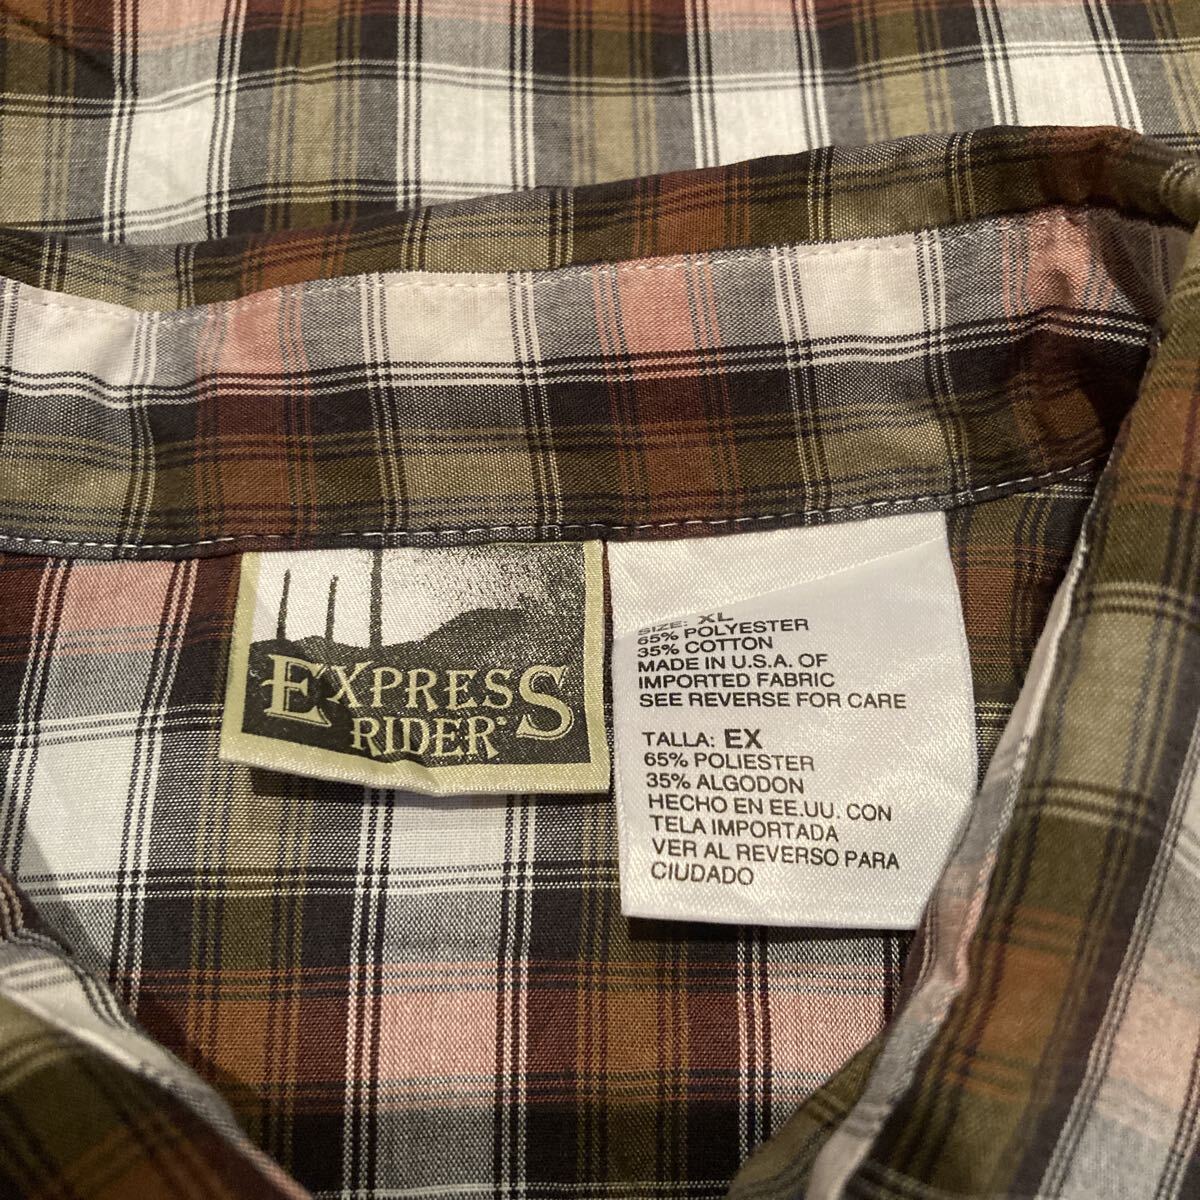 EXPRESS
RIDER
SIZE: XL
65% POLYESTER
35% COTTON
MADE IN U.S.A. OF
IMPORTED FABRIC
SEE REVERSE FOR CARE
TALLA: EX
65% POLIESTER
35% ALGODON
HECHO EN EE.UU. CON
TELA IMPORTADA
VER AL REVERSO PARA
CIUDADO